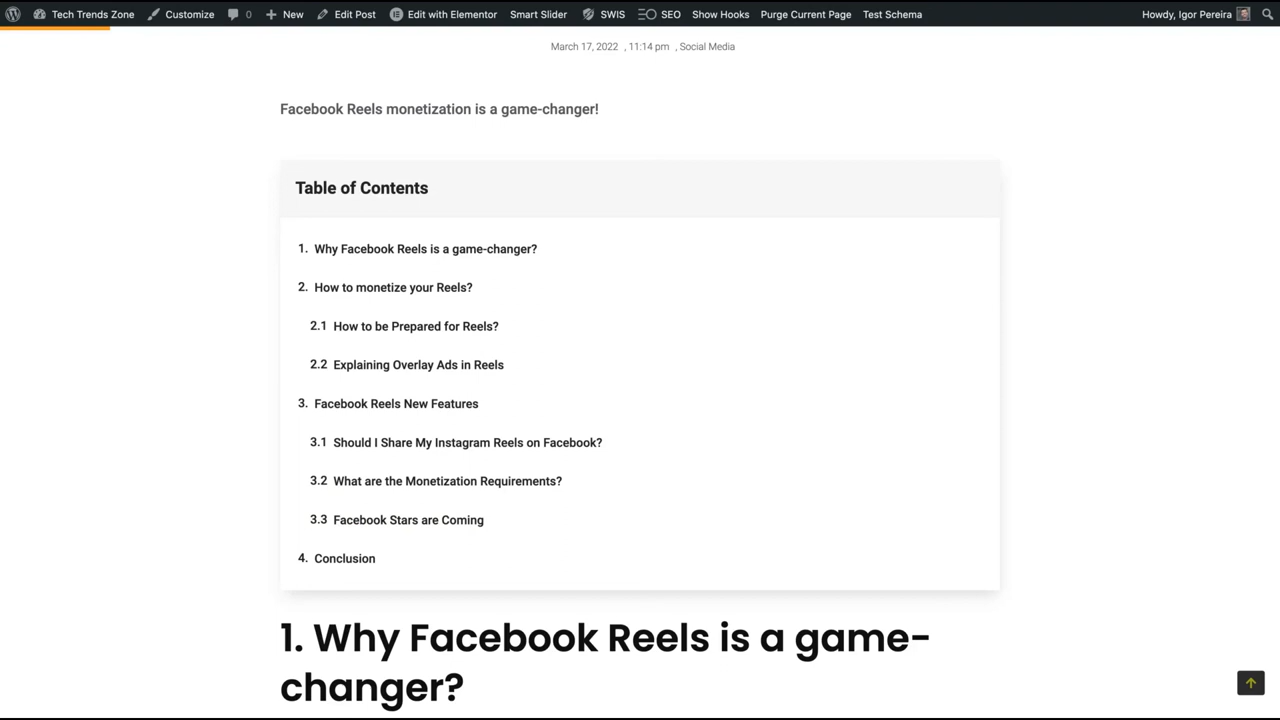 Tech Trends Zone Customize 0 New Edit Post Edit with Elementor Smart Slider SWIS SEO Show Hooks Purge Current Page Test Schema Howdy, Igor Pereira
March 17, 2022 , 11:14 pm , Social Media
Facebook Reels monetization is a game-changer!
Table of Contents
1. Why Facebook Reels is a game-changer?
2. How to monetize your Reels?
2.1 How to be Prepared for Reels?
2.2 Explaining Overlay Ads in Reels
3. Facebook Reels New Features
3.1 Should I Share My Instagram Reels on Facebook?
3.2 What are the Monetization Requirements?
3.3 Facebook Stars are Coming
4. Conclusion
1. Why Facebook Reels is a game-
changer?